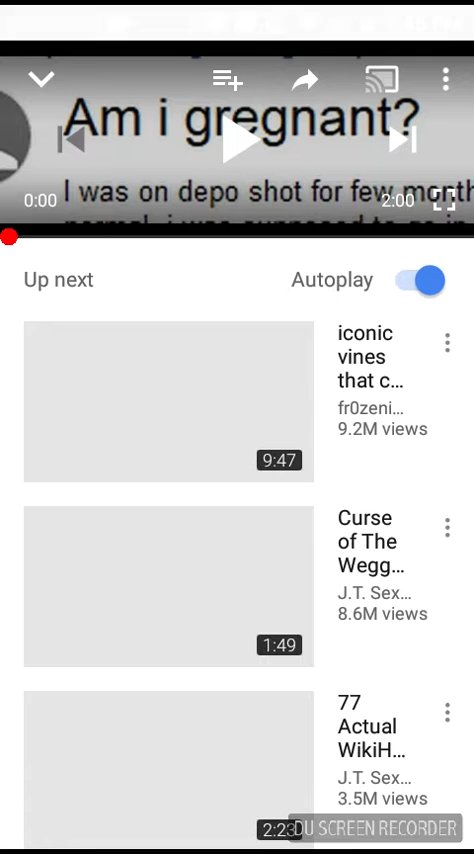 Am i gregnant?
I was on depo shot for few month
0:00
2:00
Up next
Autoplay
iconic
vines
that c...
fr0zeni...
9.2M views
9:47
Curse
of The
Wegg...
J.T. Sex...
8.6M views
1:49
77
Actual
WikiH...
J.T. Sex...
3.5M views
2:23
DU SCREEN RECORDER